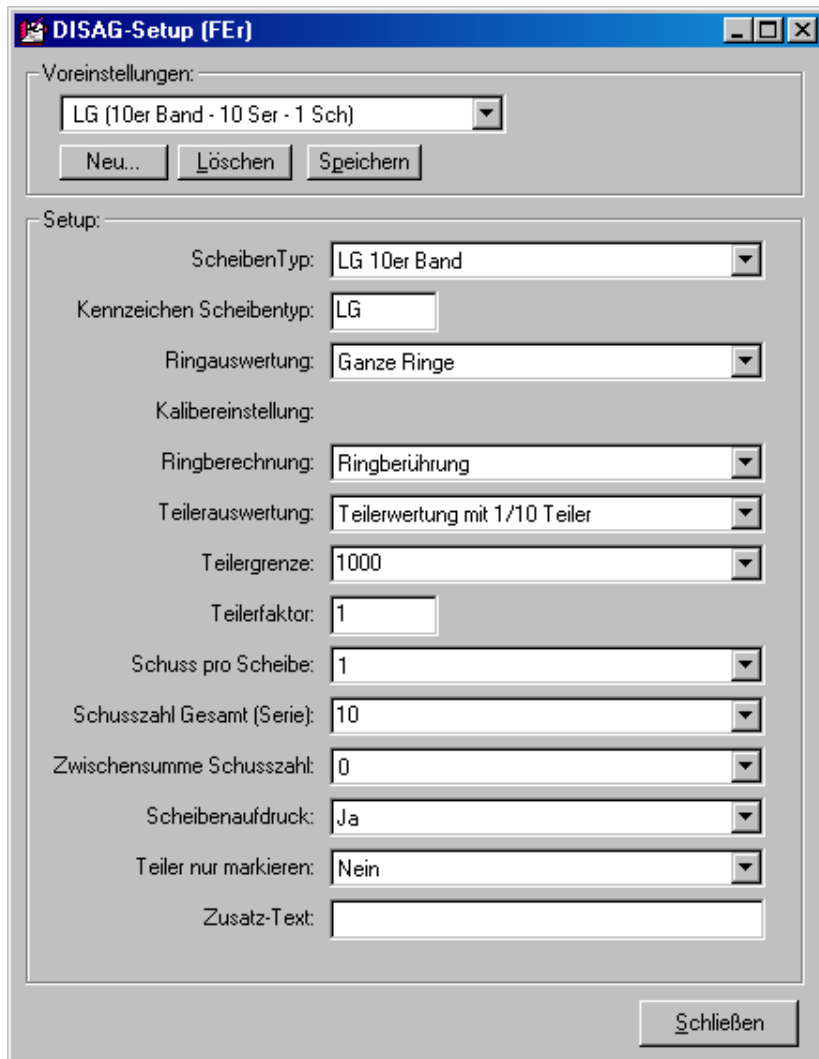 DISAG-Setup (FEr)
Voreinstellungen:
LG (10er Band - 10 Ser - 1 Sch)
Neu... Löschen Speichern
Setup:
ScheibenTyp: LG 10er Band
Kennzeichen Scheibentyp: LG
Ringauswertung: Ganze Ringe
Kalibereinstellung:
Ringberechnung: Ringberührung
Teilerauswertung: Teilerwertung mit 1/10 Teiler
Teilergrenze: 1000
Teilerfaktor: 1
Schuss pro Scheibe: 1
Schusszahl Gesamt (Serie): 10
Zwischensumme Schusszahl: 0
Scheibenaufdruck: Ja
Teiler nur markieren: Nein
Zusatz-Text:
Schließen